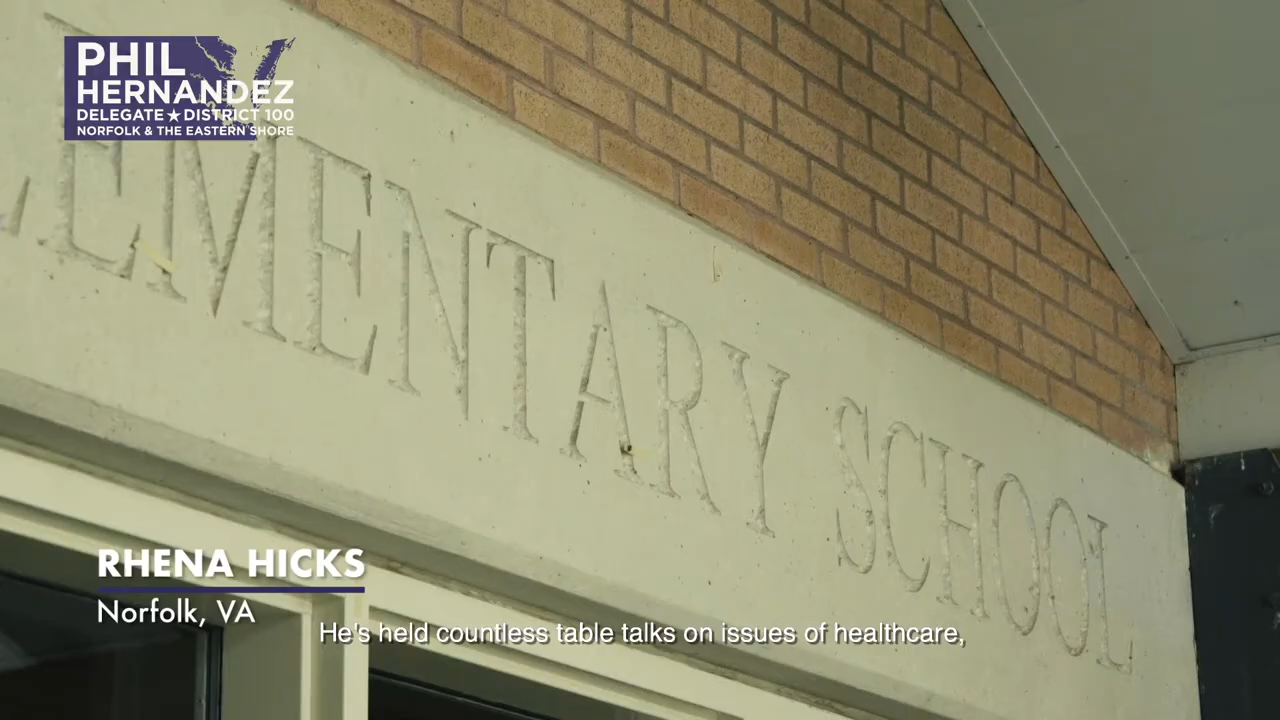 PHIL
HERNANDEZ
DELEGATE ★ DISTRICT 100
NORFOLK & THE EASTERN SHORE
LEMENTARY SCHOOL
RHENA HICKS
Norfolk, VA
He's held countless table talks on issues of healthcare,